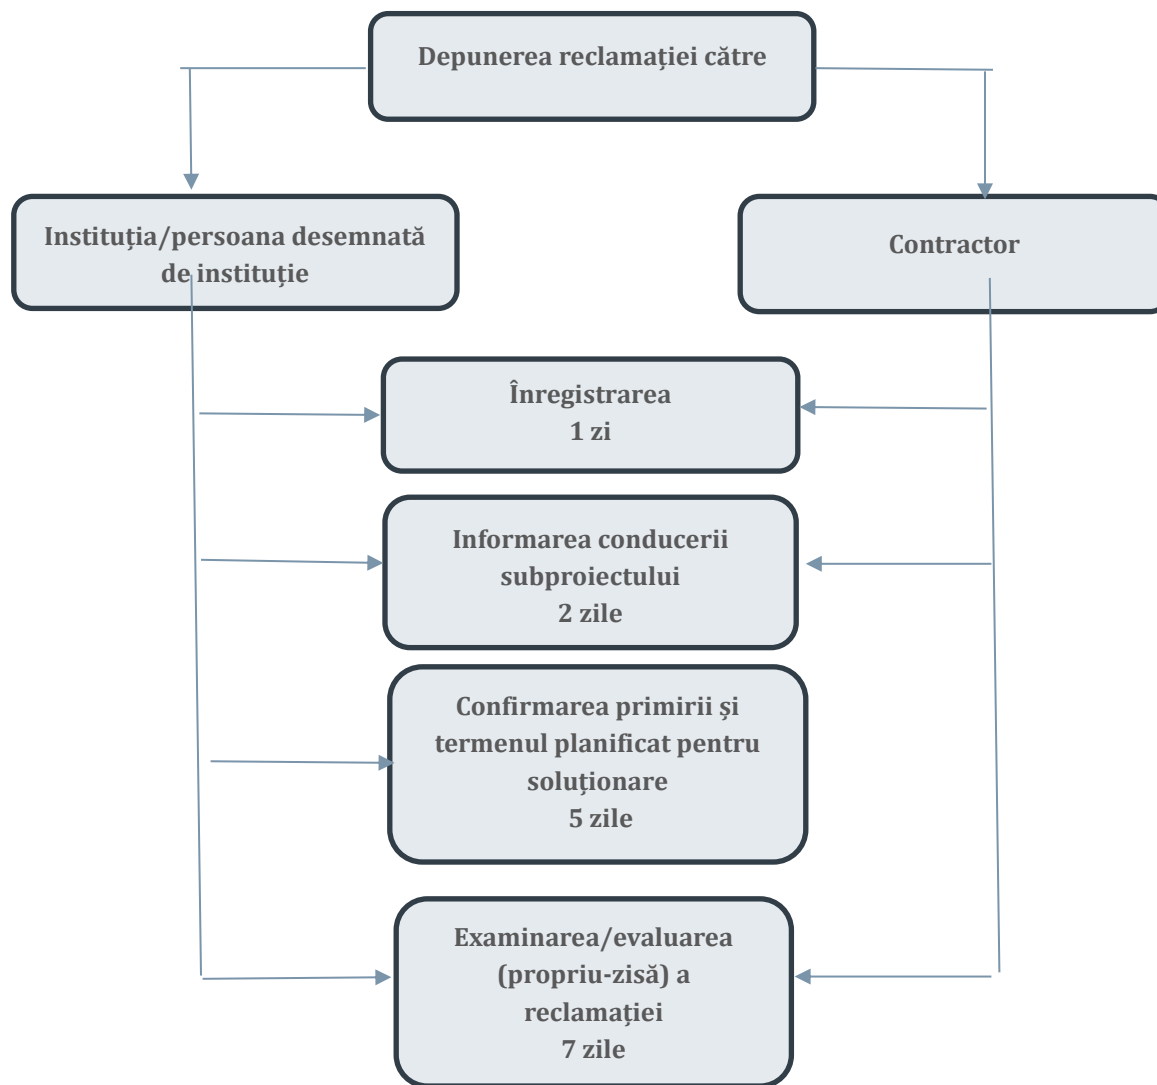 Depunerea reclamației către
Instituția/persoana desemnată
de instituție
Contractor
Înregistrarea
1 zi
Informarea conducerii
subproiectului
2 zile
Confirmarea primirii și
termenul planificat pentru
soluționare
5 zile
Examinarea/evaluarea
(propriu-zisă) a
reclamației
7 zile